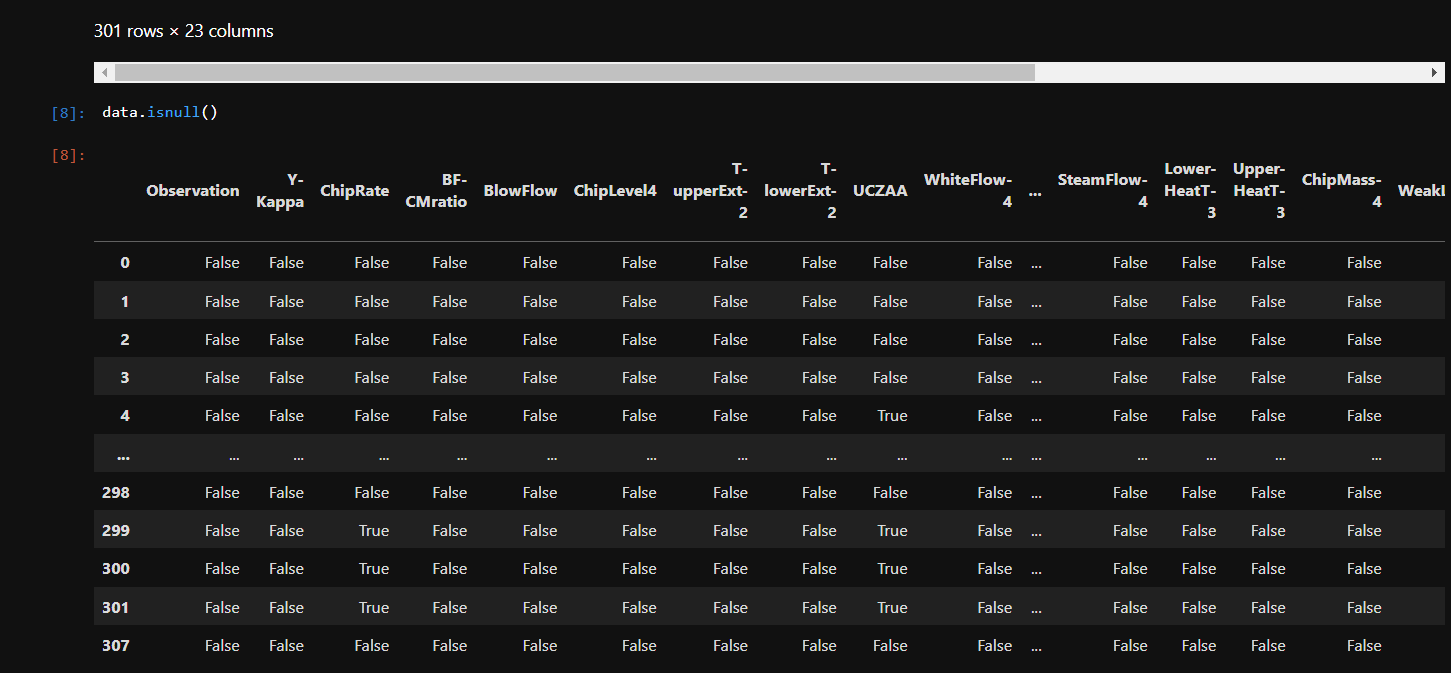 301 rows × 23 columns
[8]: data.isnull()
[8]:
Observation Y-Kappa ChipRate BF-CMratio BlowFlow ChipLevel4 T-upperExt-2 T-lowerExt-2 UCZAA WhiteFlow-4 ... SteamFlow-4 Lower-HeatT-3 Upper-HeatT-3 ChipMass-4
0 False False False False False False False False False False ... False False False False
1 False False False False False False False False False False ... False False False False
2 False False False False False False False False False False ... False False False False
3 False False False False False False False False False False ... False False False False
4 False False False False False False False False True False ... False False False False
... ... ... ... ... ... ... ... ... ... ... ... ... ... ... ...
298 False False False False False False False False False False ... False False False False
299 False False True False False False False False True False ... False False False False
300 False False True False False False False False True False ... False False False False
301 False False True False False False False False True False ... False False False False
307 False False False False False False False False False False ... False False False False